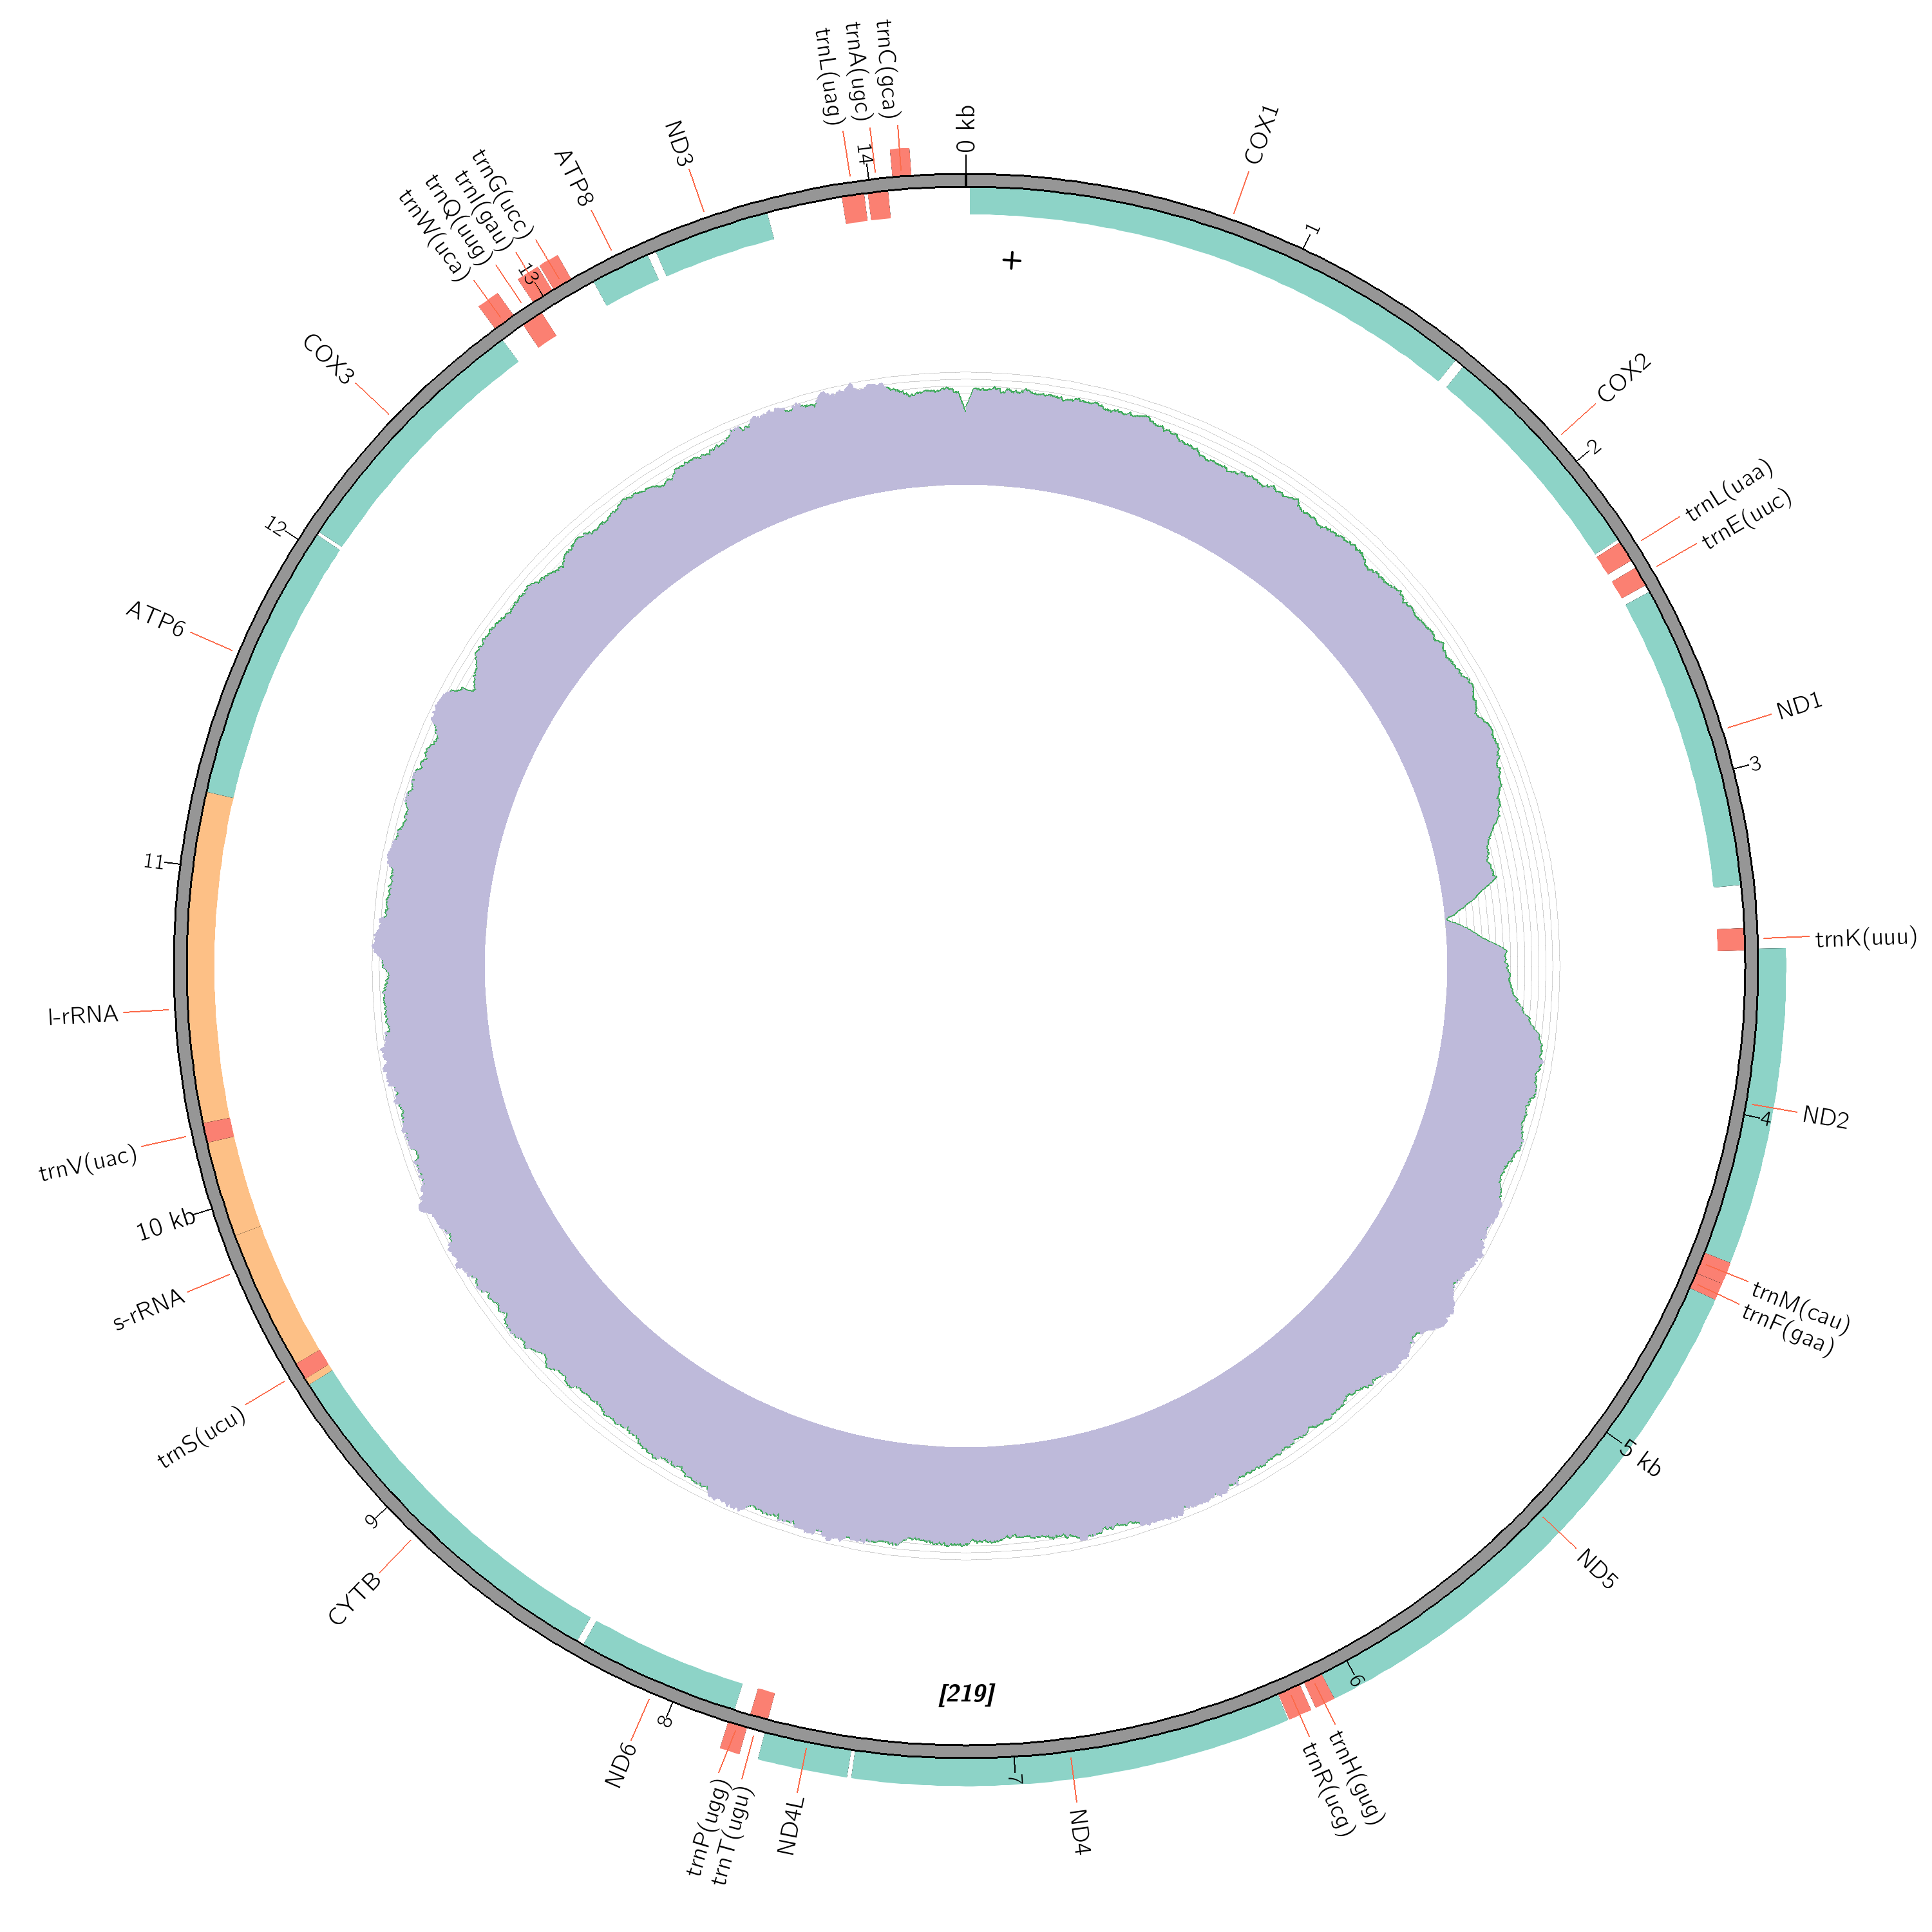 0 kb
COX1
1
COX2
2
trnL(uaa)
trnE(uuc)
ND1
3
trnK(uuu)
ND2
4
trnM(cau)
trnF(gaa)
5 kb
ND5
6
trnH(gug)
trnR(ucg)
ND4
7
ND4L
trnT(ugu)
trnP(ugg)
8
ND6
CYTB
9
trnS(ucu)
s-rRNA
10 kb
trnV(uac)
l-rRNA
11
ATP6
12
COX3
trnW(uca)
trnQ(uug)
trnI(gau)
13
trnG(ucc)
ATP8
ND3
trnL(uag)
14
trnA(ugc)
trnC(gca)
+
[219]